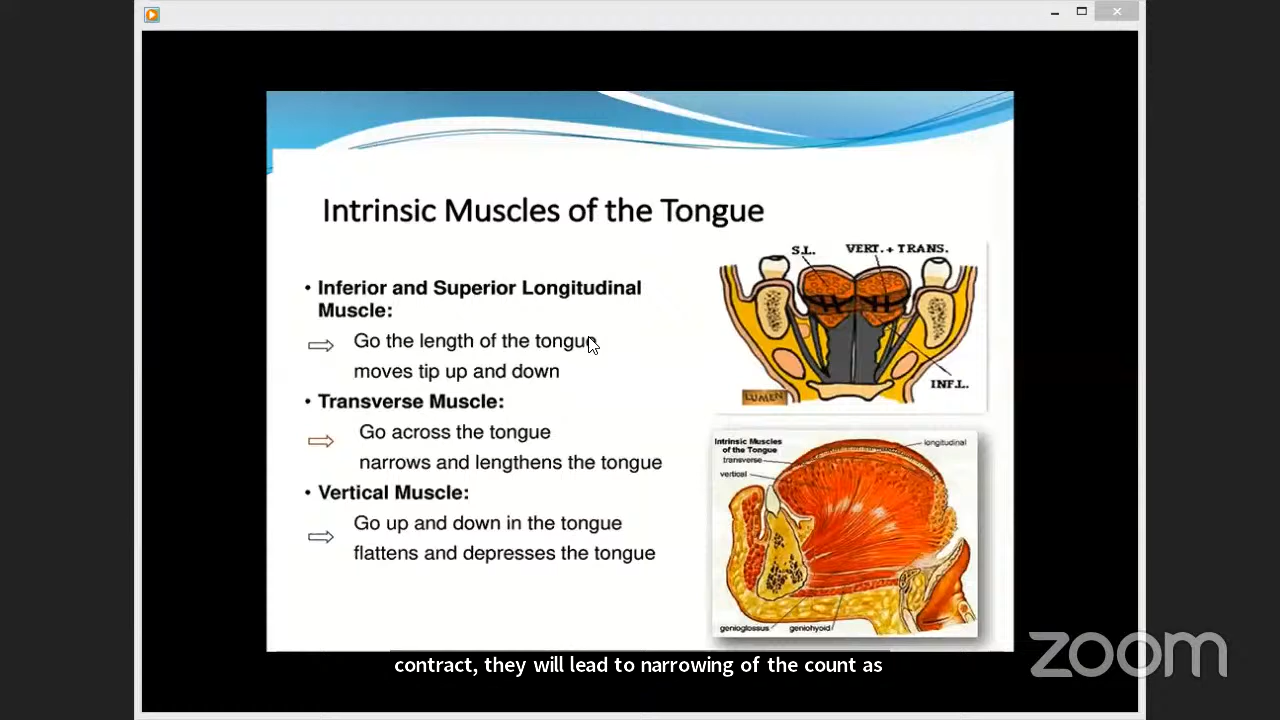 Intrinsic Muscles of the Tongue
• Inferior and Superior Longitudinal
Muscle:
Go the length of the tongue
moves tip up and down
• Transverse Muscle:
Go across the tongue
narrows and lengthens the tongue
• Vertical Muscle:
Go up and down in the tongue
flattens and depresses the tongue
S.L. VERT. + TRANS.
INF.L.
LUMEN
Intrinsic Muscles
of the Tongue
longitudinal
transverse
vertical
genioglossus geniohyoid
contract, they will lead to narrowing of the count as
zoom